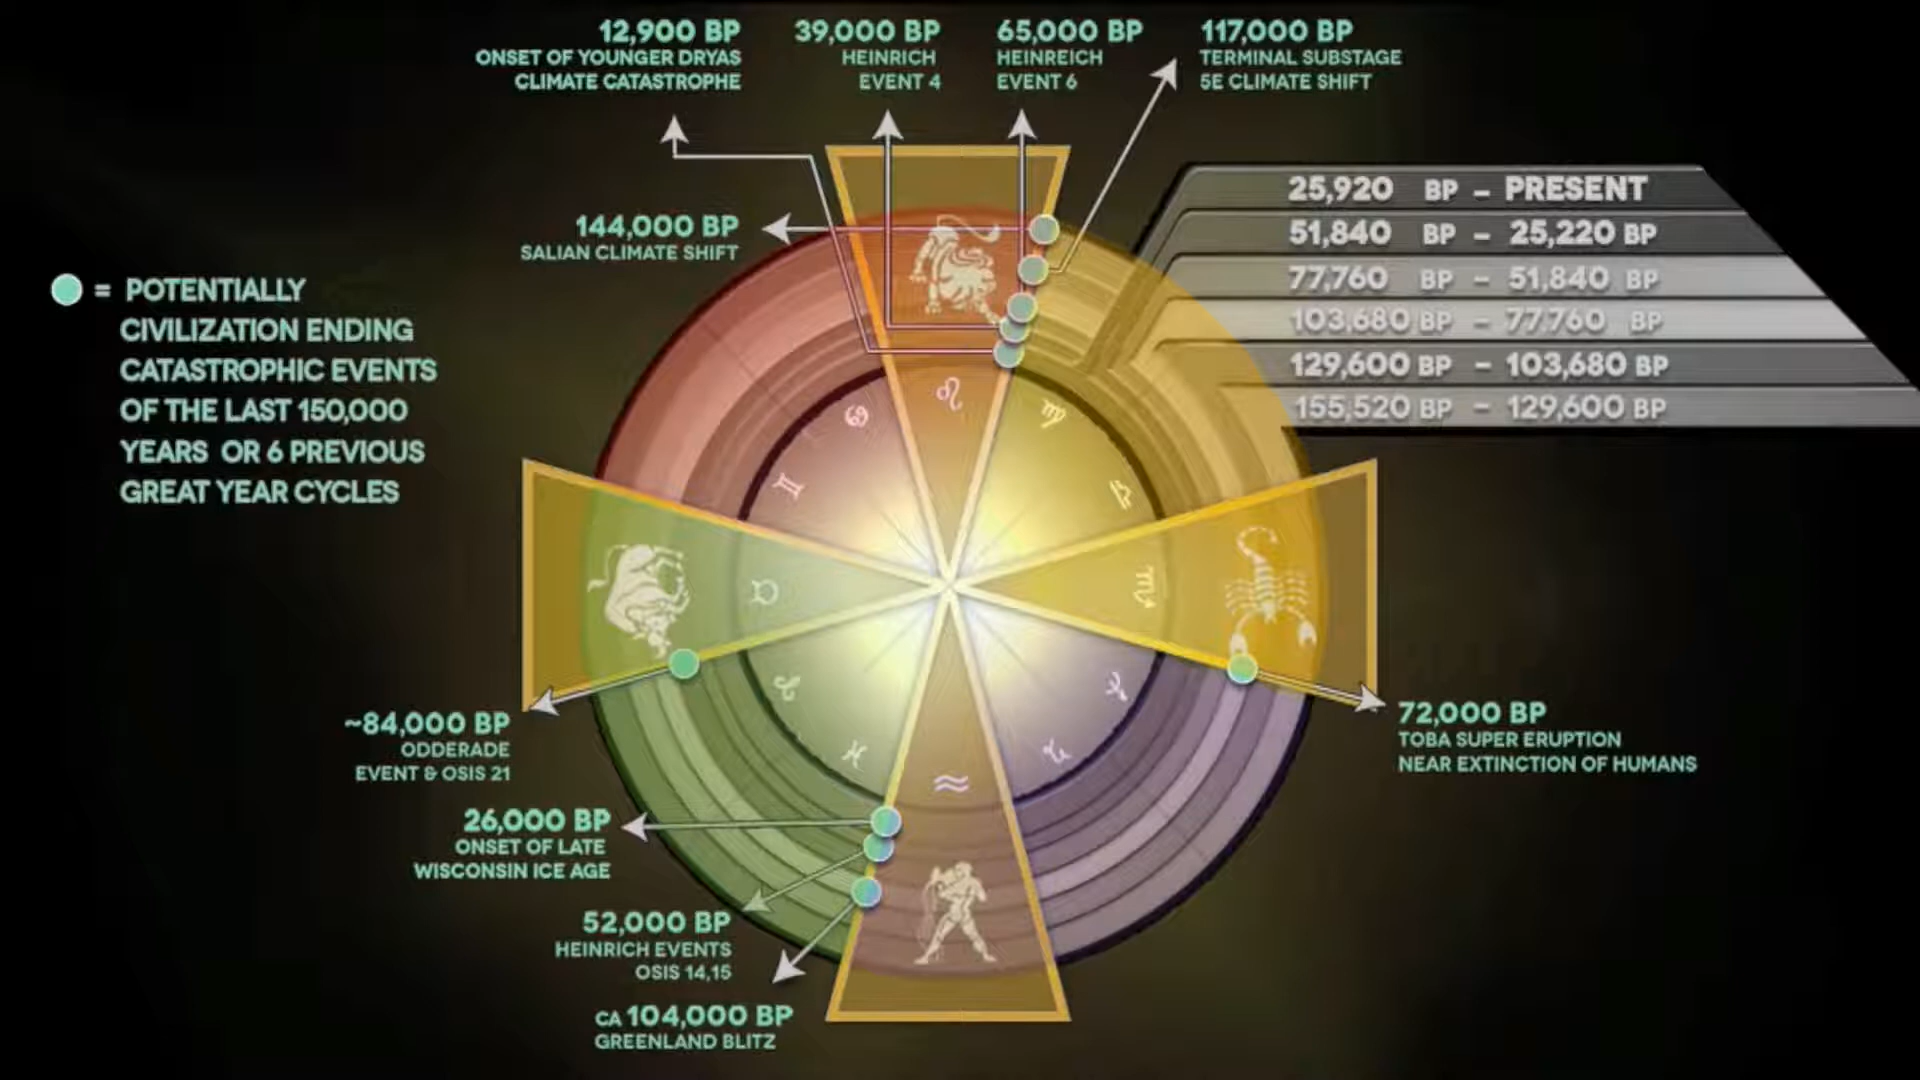 12,900 BP
ONSET OF YOUNGER DRYAS
CLIMATE CATASTROPHE
39,000 BP
HEINRICH
EVENT 4
65,000 BP
HEINREICH
EVENT 6
117,000 BP
TERMINAL SUBSTAGE
5E CLIMATE SHIFT
144,000 BP
SALIAN CLIMATE SHIFT
25,920 BP – PRESENT
51,840 BP – 25,220 BP
77,760 BP – 51,840 BP
103,680 BP – 77,760 BP
129,600 BP – 103,680 BP
155,520 BP – 129,600 BP
= POTENTIALLY
CIVILIZATION ENDING
CATASTROPHIC EVENTS
OF THE LAST 150,000
YEARS OR 6 PREVIOUS
GREAT YEAR CYCLES
♌
♋ ♍
♊ ♎
♉ ♏
♈ ♐
♓ ♑
♒
~84,000 BP
ODDERADE
EVENT & OSIS 21
72,000 BP
TOBA SUPER ERUPTION
NEAR EXTINCTION OF HUMANS
26,000 BP
ONSET OF LATE
WISCONSIN ICE AGE
52,000 BP
HEINRICH EVENTS
OSIS 14,15
CA 104,000 BP
GREENLAND BLITZ